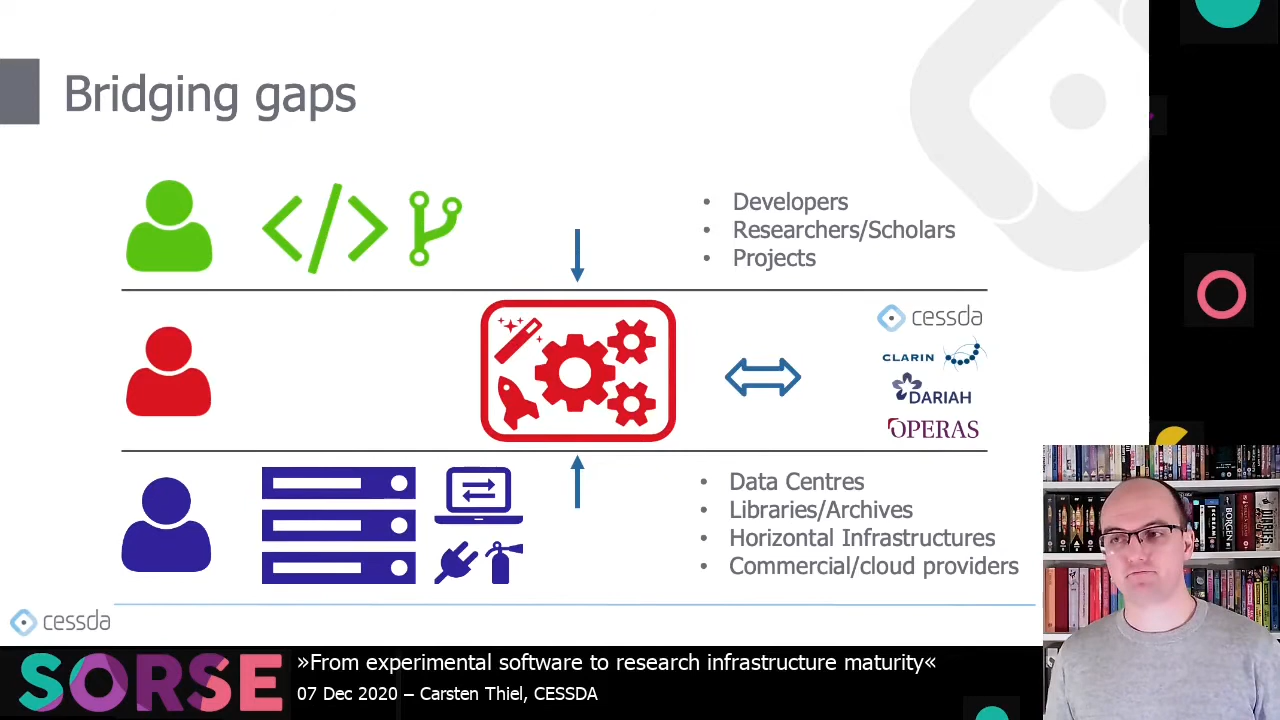 Bridging gaps
• Developers
• Researchers/Scholars
• Projects
cessda
CLARIN
DARIAH
OPERAS
• Data Centres
• Libraries/Archives
• Horizontal Infrastructures
• Commercial/cloud providers
cessda
SORSE
»From experimental software to research infrastructure maturity«
07 Dec 2020 – Carsten Thiel, CESSDA
BORGEN